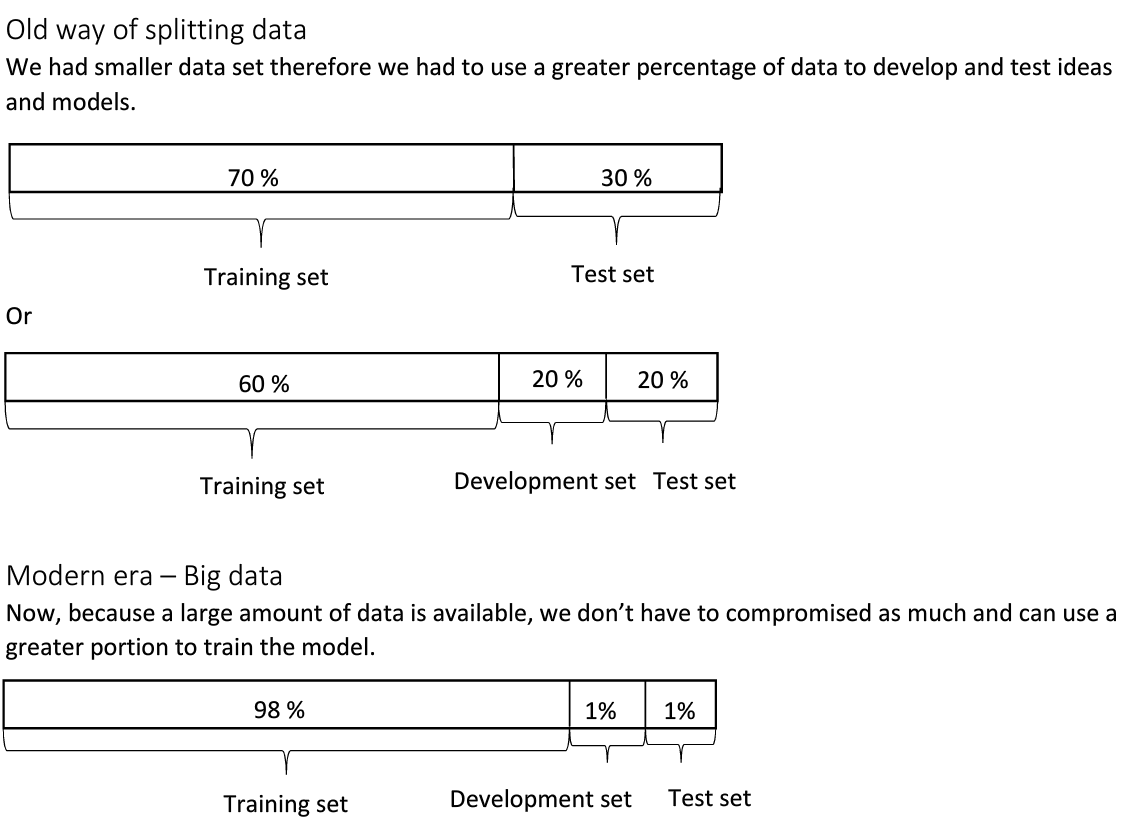 Old way of splitting data
We had smaller data set therefore we had to use a greater percentage of data to develop and test ideas
and models.
70 % 30 %
Training set Test set
Or
60 % 20 % 20 %
Training set Development set Test set
Modern era – Big data
Now, because a large amount of data is available, we don’t have to compromised as much and can use a
greater portion to train the model.
98 % 1% 1%
Training set Development set Test set